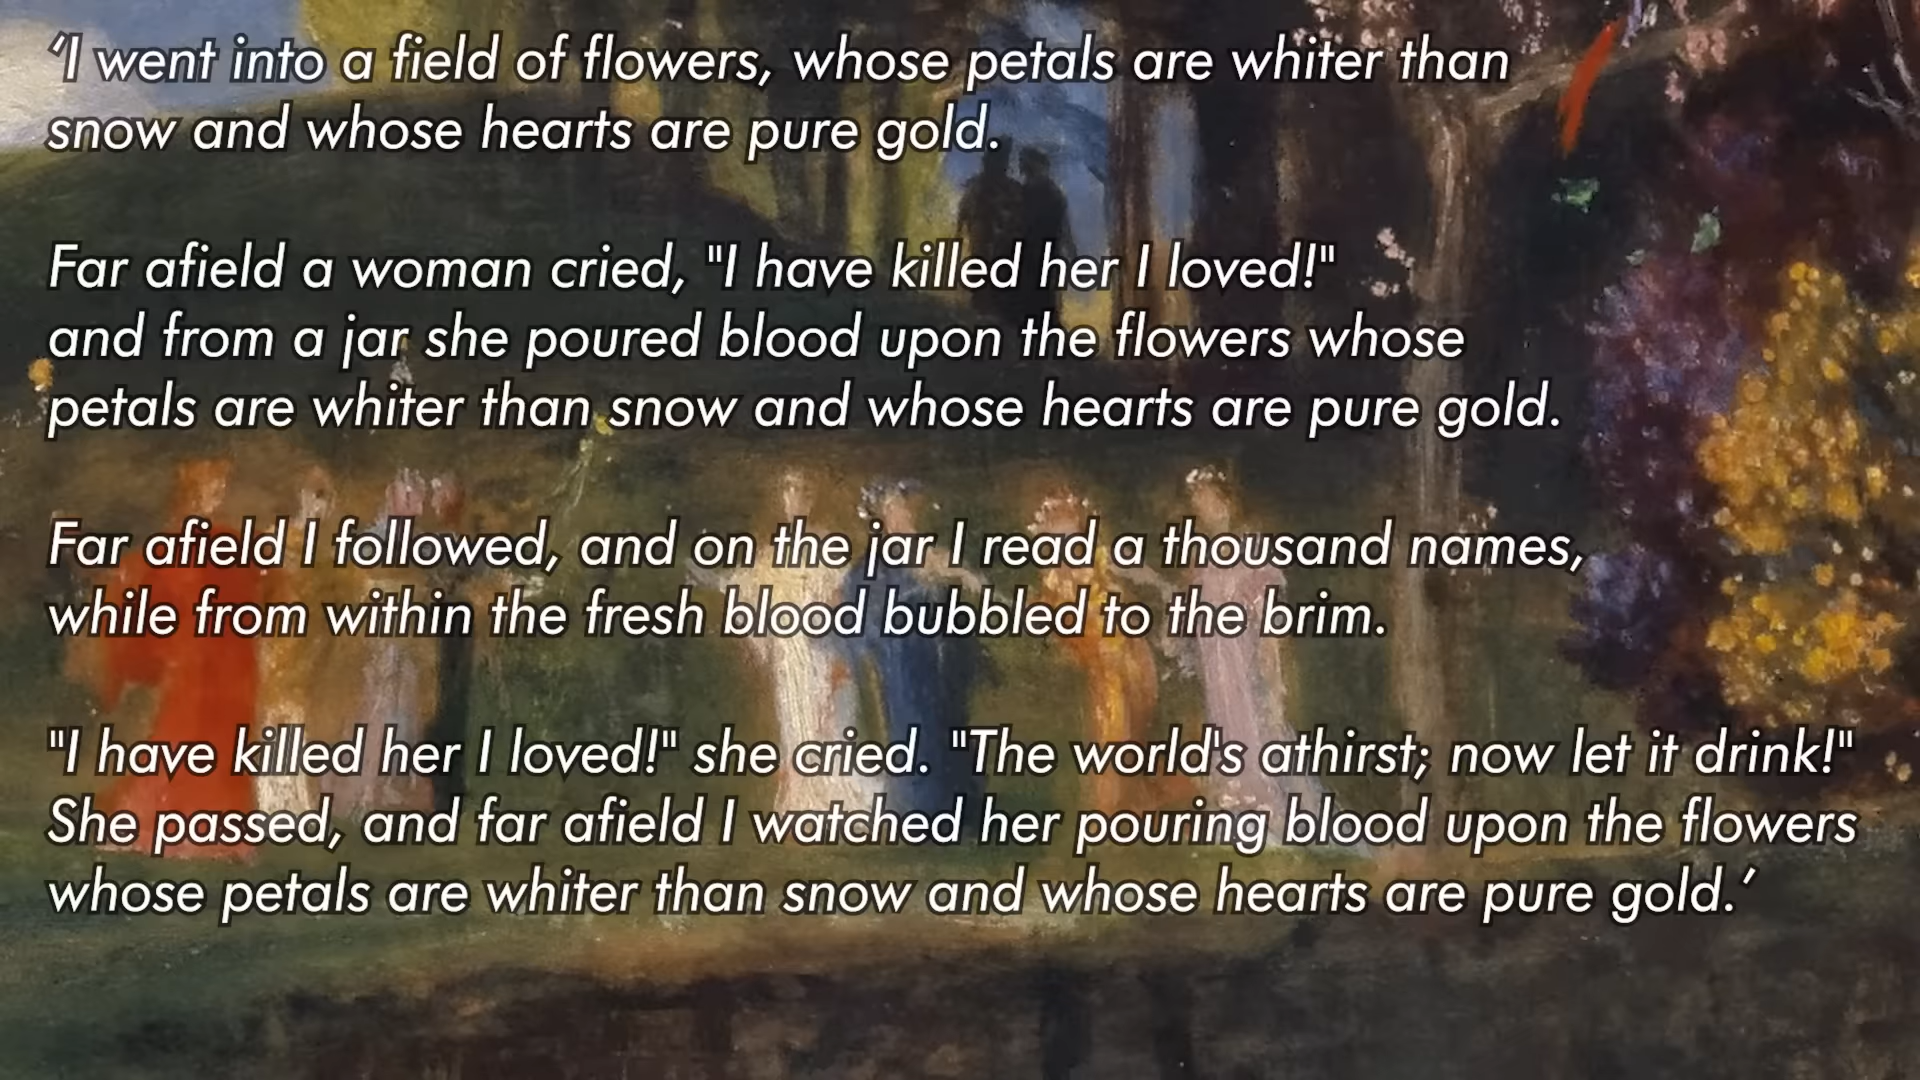 ‘I went into a field of flowers, whose petals are whiter than
snow and whose hearts are pure gold.
Far afield a woman cried, "I have killed her I loved!"
and from a jar she poured blood upon the flowers whose
petals are whiter than snow and whose hearts are pure gold.
Far afield I followed, and on the jar I read a thousand names,
while from within the fresh blood bubbled to the brim.
"I have killed her I loved!" she cried. "The world's athirst; now let it drink!"
She passed, and far afield I watched her pouring blood upon the flowers
whose petals are whiter than snow and whose hearts are pure gold.’